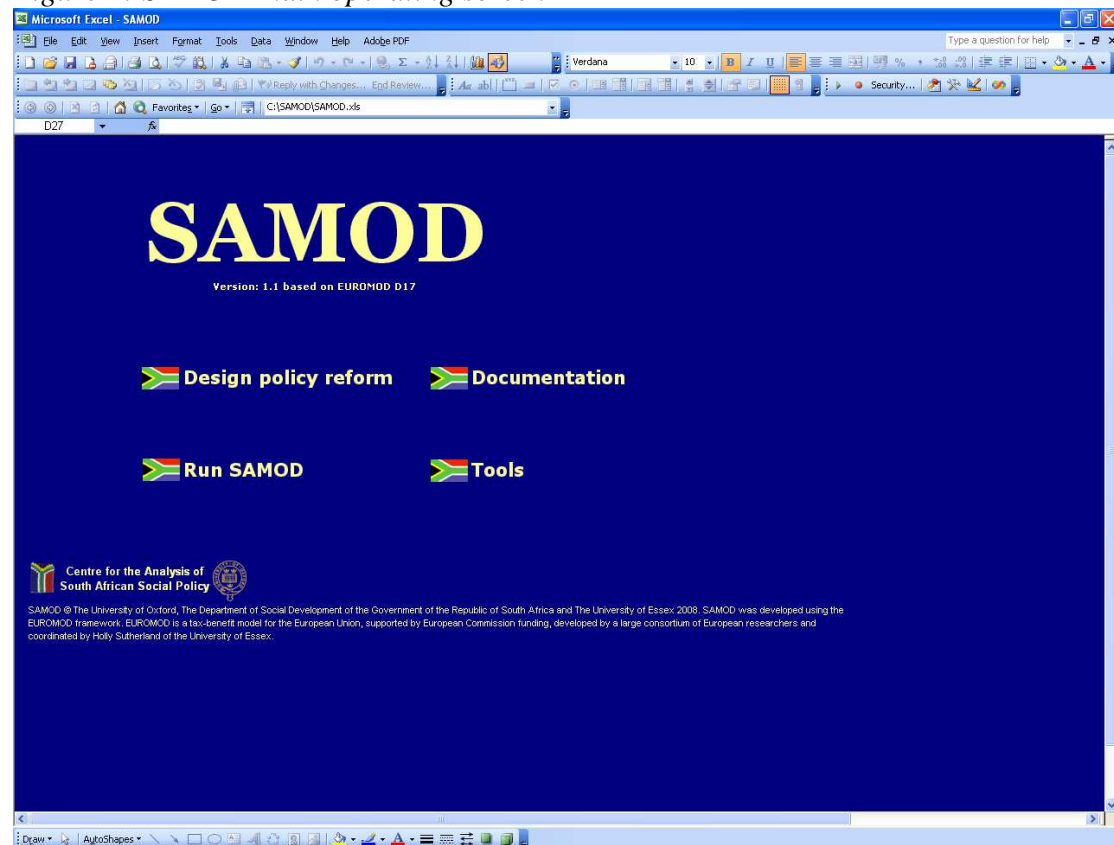 Microsoft Excel - SAMOD
File Edit View Insert Format Tools Data Window Help Adobe PDF
Type a question for help
Verdana 10 B I U %
Reply with Changes... End Review... Security...
Favorites Go C:\SAMOD\SAMOD.xls
D27 fx
SAMOD
Version: 1.1 based on EUROMOD D17
Design policy reform Documentation
Run SAMOD Tools
Centre for the Analysis of
South African Social Policy
SAMOD © The University of Oxford, The Department of Social Development of the Government of the Republic of South Africa and The University of Essex 2008. SAMOD was developed using the
EUROMOD framework. EUROMOD is a tax-benefit model for the European Union, supported by European Commission funding, developed by a large consortium of European researchers and
coordinated by Holly Sutherland of the University of Essex.
Draw AutoShapes